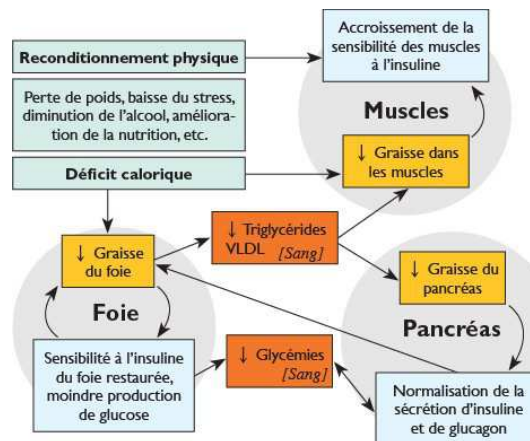 Accroissement de la
sensibilité des muscles
à l'insuline
Reconditionnement physique
Perte de poids, baisse du stress,
diminution de l'alcool, améliora-
tion de la nutrition, etc.
Muscles
Déficit calorique
↓ Graisse dans
les muscles
↓ Triglycérides
VLDL [Sang]
↓ Graisse
du foie
↓ Graisse du
pancréas
Foie
Pancréas
Sensibilité à l'insuline
du foie restaurée,
moindre production
de glucose
↓ Glycémies
[Sang]
Normalisation de la
sécrétion d'insuline
et de glucagon